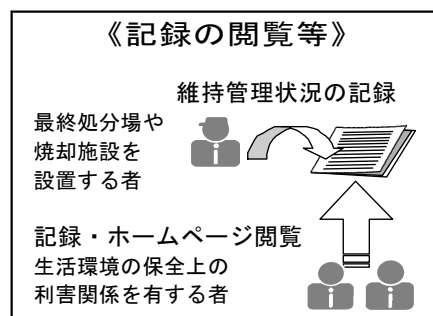 《記録の閲覧等》
維持管理状況の記録
最終処分場や
焼却施設を
設置する者
記録・ホームページ閲覧
生活環境の保全上の
利害関係を有する者